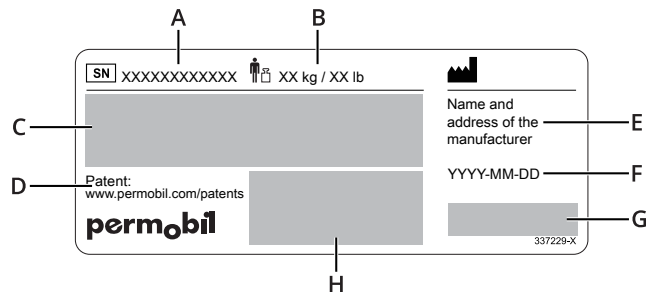 A
B
SN XXXXXXXXXXXX XX kg / XX lb
C
Name and
address of the
manufacturer
E
D
Patent:
www.permobil.com/patents
YYYY-MM-DD
F
permobil
G
337229-X
H